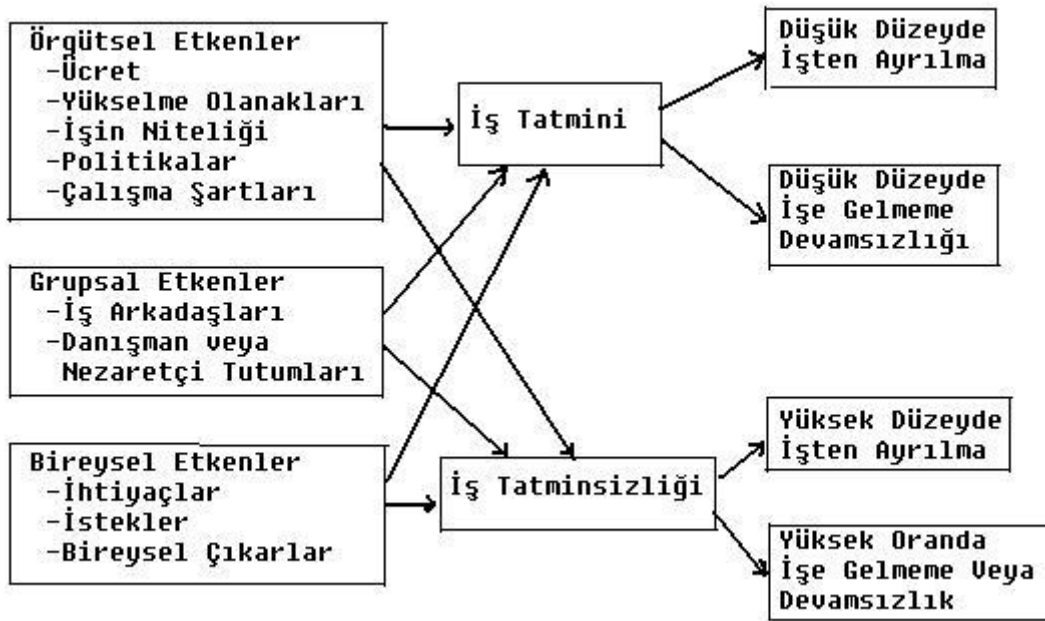 Örgütsel Etkenler
-Ücret
-Yükselme Olanakları
-İşin Niteliği
-Politikalar
-Çalışma Şartları
Grupsal Etkenler
-İş Arkadaşları
-Danışman veya
Nezaretçi Tutumları
Bireysel Etkenler
-İhtiyaçlar
-İstekler
-Bireysel Çıkarlar
İş Tatmini
İş Tatminsizliği
Düşük Düzeyde
İşten Ayrılma
Düşük Düzeyde
İşe Gelmeme
Devamsızlığı
Yüksek Düzeyde
İşten Ayrılma
Yüksek Oranda
İşe Gelmeme Veya
Devamsızlık